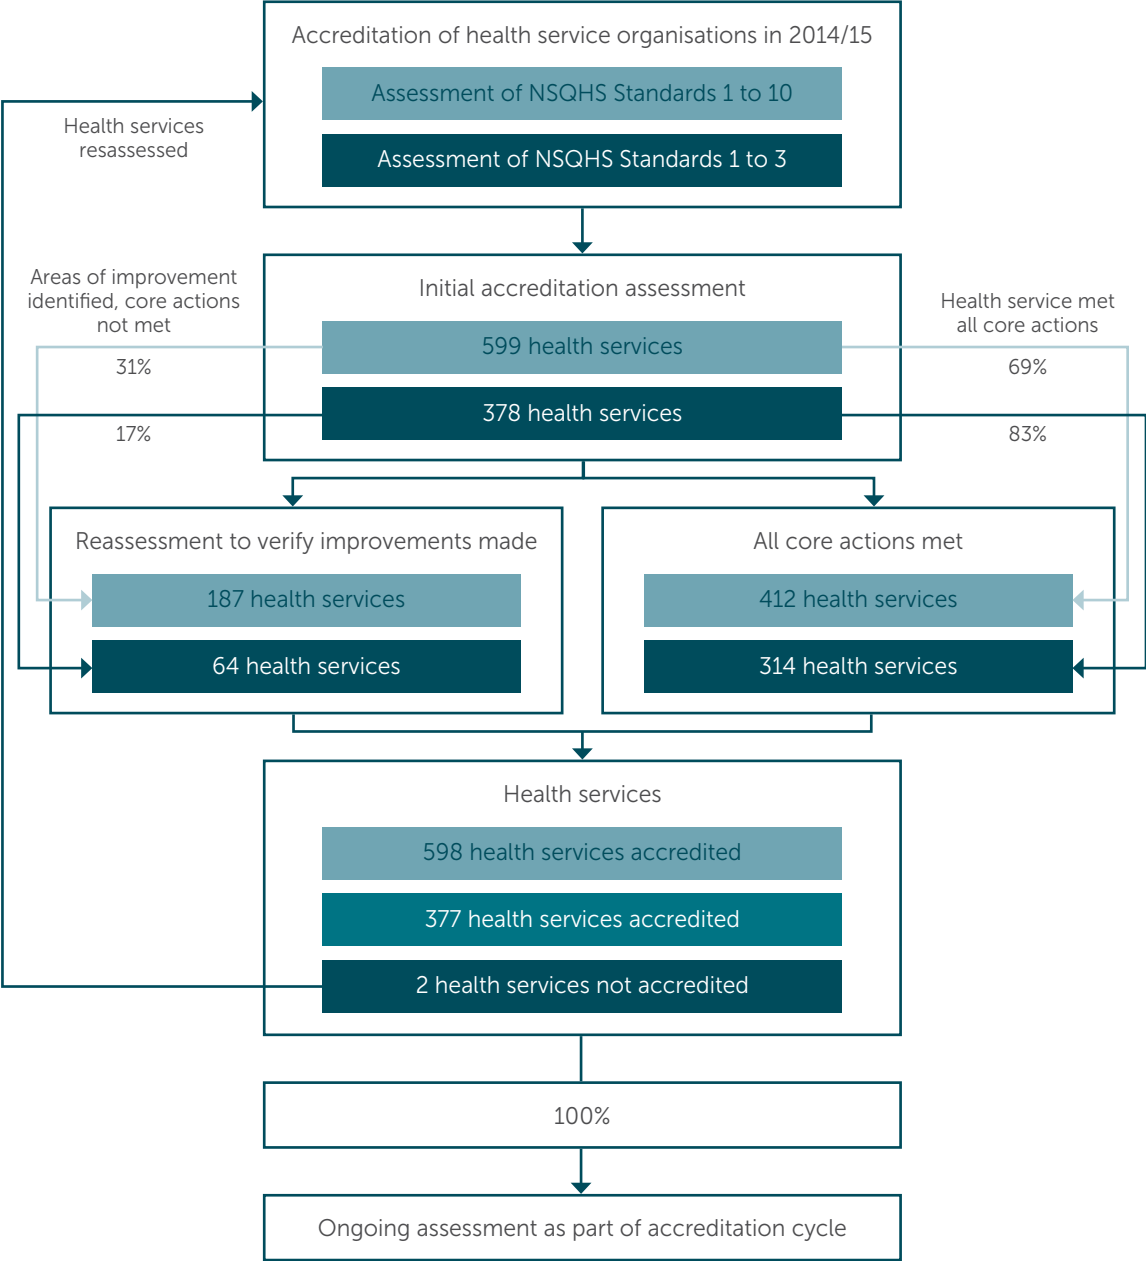 Accreditation of health service organisations in 2014/15
Assessment of NSQHS Standards 1 to 10
Assessment of NSQHS Standards 1 to 3
Health services
resassessed
Initial accreditation assessment
599 health services
378 health services
Areas of improvement
identified, core actions
not met
31%
17%
Health service met
all core actions
69%
83%
Reassessment to verify improvements made
187 health services
64 health services
All core actions met
412 health services
314 health services
Health services
598 health services accredited
377 health services accredited
2 health services not accredited
100%
Ongoing assessment as part of accreditation cycle